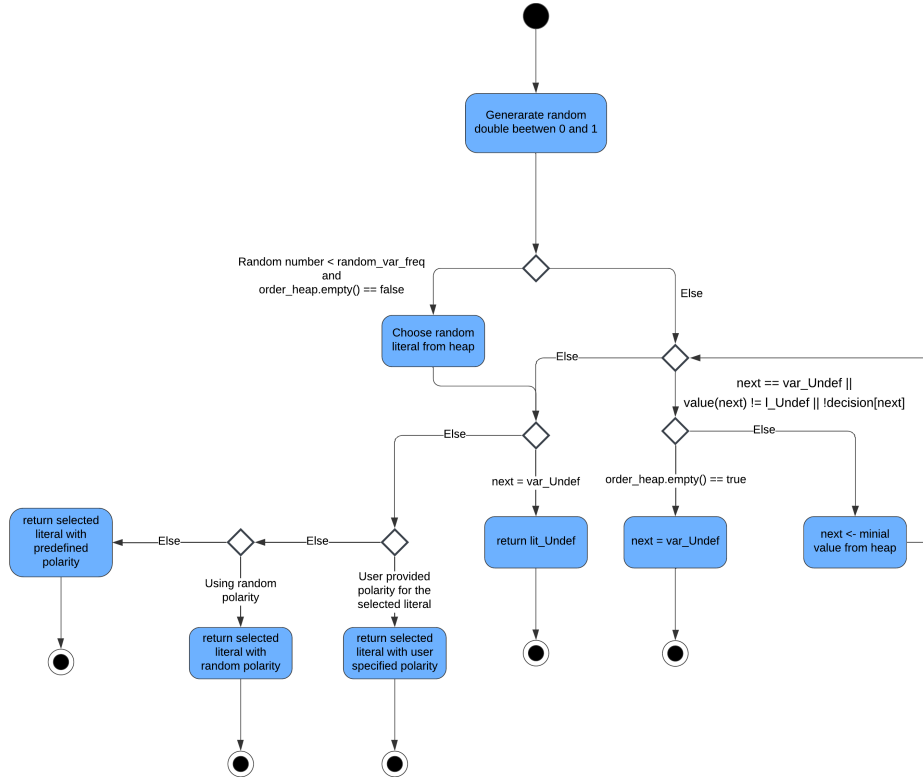 Generarate random
double beetwen 0 and 1
Random number < random_var_freq
and
order_heap.empty() == false
Else
Choose random
literal from heap
Else
next == var_Undef ||
value(next) != l_Undef || !decision[next]
Else
Else
next = var_Undef
order_heap.empty() == true
return selected
literal with
predefined
polarity
Else
Else
return lit_Undef
next = var_Undef
next <- minial
value from heap
Using random
polarity
User provided
polarity for the
selected literal
return selected
literal with
random polarity
return selected
literal with user
specified polarity